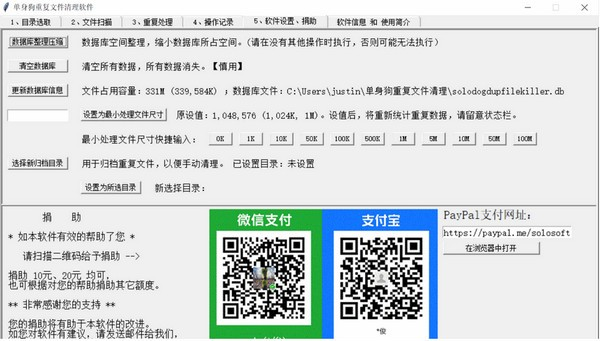 单身狗重复文件清理软件
1、目录选取 2、文件扫描 3、重复处理 4、操作记录 5、软件设置、捐助 软件信息 和 使用简介
数据库整理压缩 数据库空间整理，缩小数据库所占空间。(请在没有其他操作时执行，否则可能无法执行)
清空数据库 清空所有数据，所有数据消失。【慎用】
更新数据库信息 文件占用容量：331M (339,584K) ；数据库文件：C:\Users\justin\单身狗重复文件清理\solodogdupfilekiller.db
设置为最小处理文件尺寸 原设值：1,048,576 (1,024K, 1M)。设值后，将重新统计重复数据，请留意状态栏。
最小处理文件尺寸快捷输入： 0K 1K 10K 50K 100K 500K 1M 5M 10M 50M 100M
选择新归档目录 用于归档重复文件，以便手动清理。 已设置目录：未设置
设置为所选目录 新选择目录：
捐 助
* 如本软件有效的帮助了您 *
请扫描二维码给予捐助 -->
捐助 10元、20元 均可，
也可根据对您的帮助捐助其它额度。
** 非常感谢您的支持 **
您的捐助将有助于本软件的改进。
如您对软件有建议，请发送邮件给我们，
微信支付
支付宝
*俊
PayPal支付网址：
https://paypal.me/solosoft
在浏览器中打开